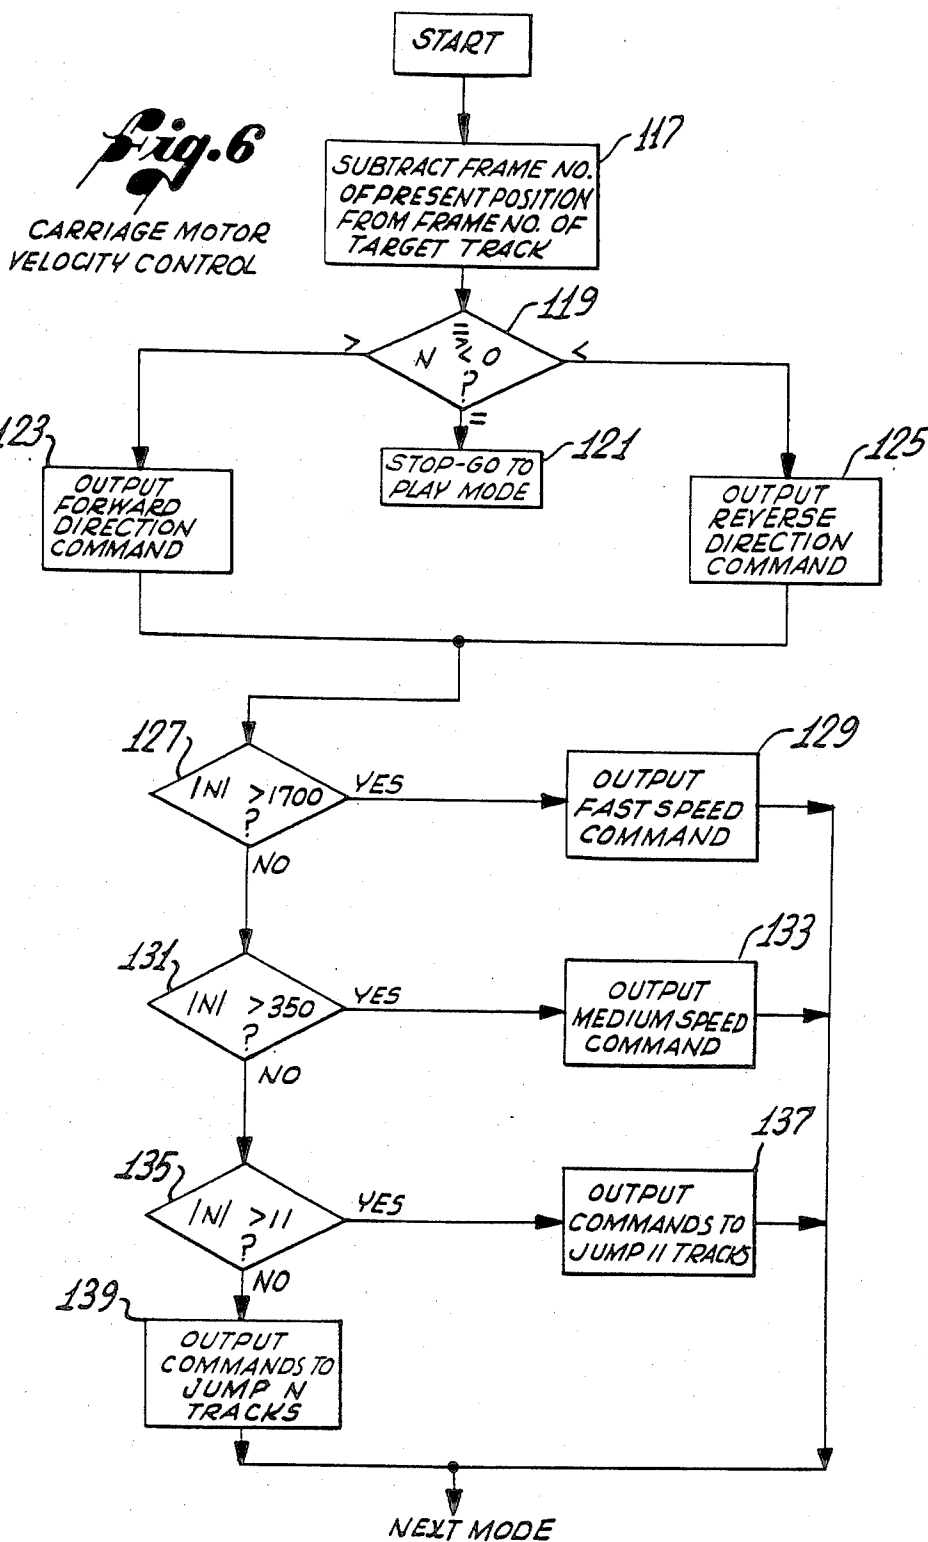 START
Fig. 6
CARRIAGE MOTOR
VELOCITY CONTROL
117
SUBTRACT FRAME NO.
OF PRESENT POSITION
FROM FRAME NO. OF
TARGET TRACK
119
=
N >< 0
?
>
<
=
121
STOP-GO TO
PLAY MODE
123
OUTPUT
FORWARD
DIRECTION
COMMAND
125
OUTPUT
REVERSE
DIRECTION
COMMAND
127
|N| >1700
?
YES
NO
129
OUTPUT
FAST SPEED
COMMAND
131
|N| >350
?
YES
NO
133
OUTPUT
MEDIUM SPEED
COMMAND
135
|N| >11
?
YES
NO
137
OUTPUT
COMMANDS TO
JUMP 11 TRACKS
139
OUTPUT
COMMANDS TO
JUMP N
TRACKS
NEXT MODE